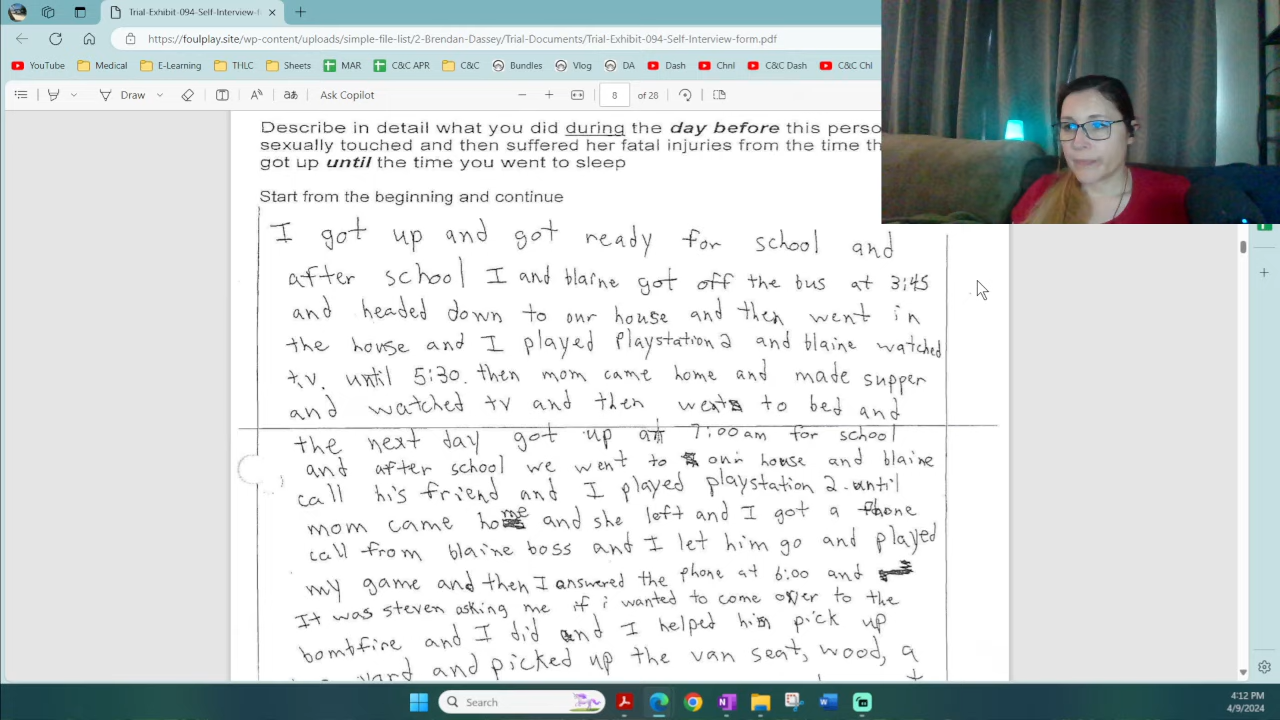 Trial-Exhibit-094-Self-Interview-f
https://foulplay.site/wp-content/uploads/simple-file-list/2-Brendan-Dassey/Trial-Documents/Trial-Exhibit-094-Self-Interview-form.pdf
YouTube Medical E-Learning THLC Sheets MAR C&C APR C&C Bundles Vlog DA Dash Chnl C&C Dash C&C Chl
Draw Ask Copilot 8 of 28
Describe in detail what you did during the day before this perso
sexually touched and then suffered her fatal injuries from the time th
got up until the time you went to sleep
Start from the beginning and continue
I got up and got ready for school and
after school I and blaine got off the bus at 3:45
and headed down to our house and then went in
the house and I played Playstation 2 and blaine watched
t.v. until 5:30. then mom came home and made supper
and watched tv and then went to bed and
the next day got up at 7:00 am for school
and after school we went to our house and blaine
call his friend and I played playstation 2 until
mom came home and she left and I got a Phone
call from blaine boss and I let him go and played
my game and then I answered the phone at 6:00 and
It was steven asking me if i wanted to come over to the
bombfire and I did and I helped him pick up
yard and picked up the van seat, wood, a
Search
4:12 PM
4/9/2024